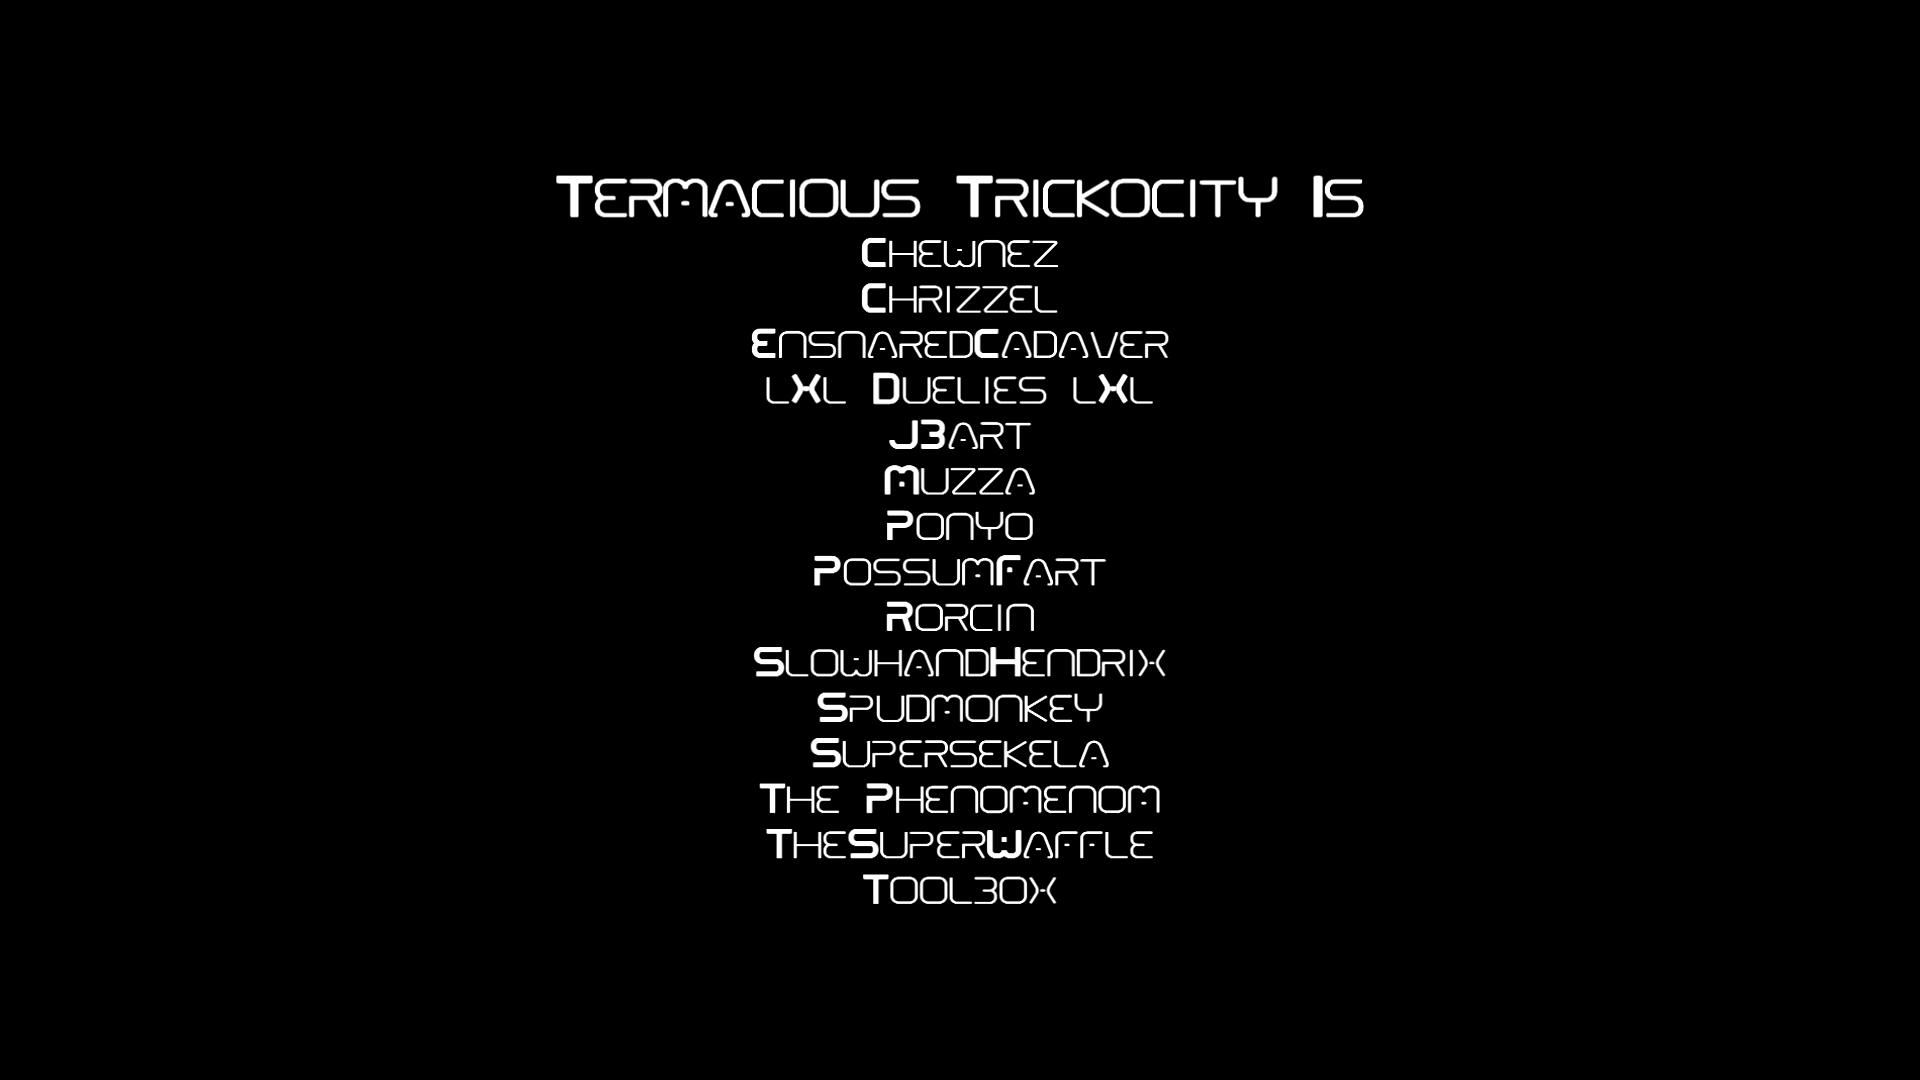 Termacious Trickocity Is
Chewnez
Chrizzel
EnsnaredCadaver
lXl Duelies lXl
J3art
Muzza
Ponyo
PossumFart
Rorcin
SlowhandHendrix
Spudmonkey
Supersekela
The Phenomenom
TheSuperWaffle
Tool3ox